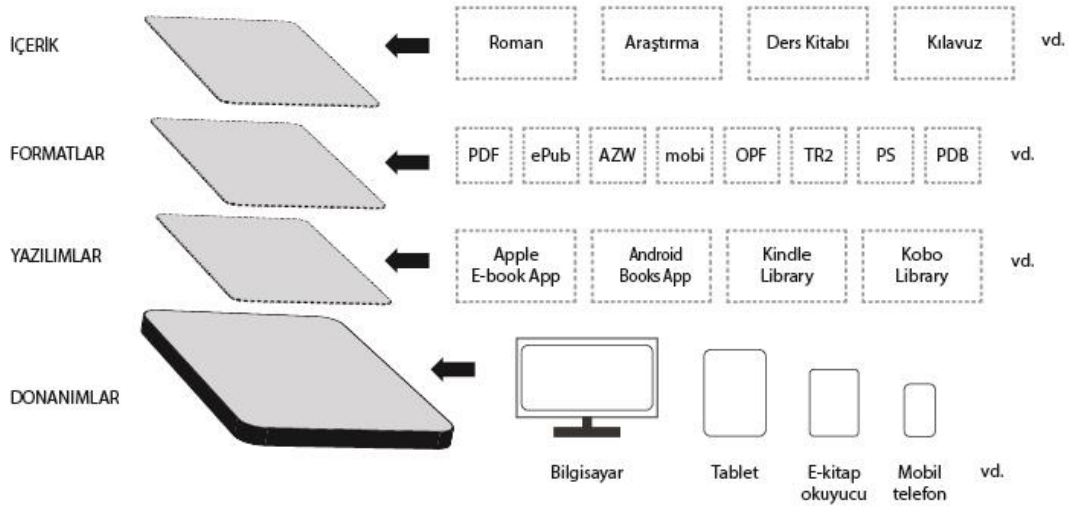 İÇERİK
Roman
Araştırma
Ders Kitabı
Kılavuz
vd.
FORMATLAR
PDF
ePub
AZW
mobi
OPF
TR2
PS
PDB
vd.
YAZILIMLAR
Apple
E-book App
Android
Books App
Kindle
Library
Kobo
Library
vd.
DONANIMLAR
Bilgisayar
Tablet
E-kitap
okuyucu
Mobil
telefon
vd.